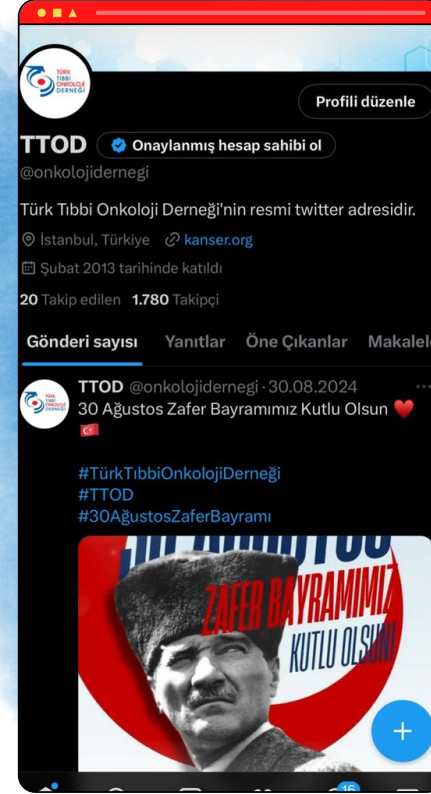 TÜRK
TIBBİ
ONKOLOJİ
DERNEĞİ
Profili düzenle
TTOD
Onaylanmış hesap sahibi ol
@onkolojidernegi
Türk Tıbbi Onkoloji Derneği'nin resmi twitter adresidir.
İstanbul, Türkiye kanser.org
Şubat 2013 tarihinde katıldı
20 Takip edilen 1.780 Takipçi
Gönderi sayısı Yanıtlar Öne Çıkanlar Makalele
TTOD @onkolojidernegi · 30.08.2024
30 Ağustos Zafer Bayramımız Kutlu Olsun ❤️
🇹🇷
#TürkTıbbiOnkolojiDerneği
#TTOD
#30AğustosZaferBayramı
30 AĞUSTOS
ZAFER BAYRAMIMIZ
KUTLU OLSUN!
16